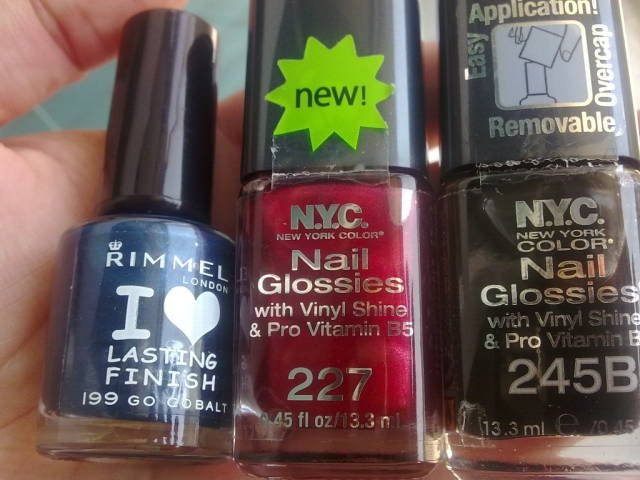 RIMMEL
LONDON
I
LASTING
FINISH
199 GO COBALT
new!
N.Y.C.
NEW YORK COLOR®
Nail
Glossies
with Vinyl Shine
& Pro Vitamin B5
227
0.45 fl oz/13.3 ml
Application!
Easy
Overcap
Removable
N.Y.C.
NEW YORK
COLOR®
Nail
Glossies
with Vinyl Shine
& Pro Vitamin B
245B
13.3 ml e /0.45